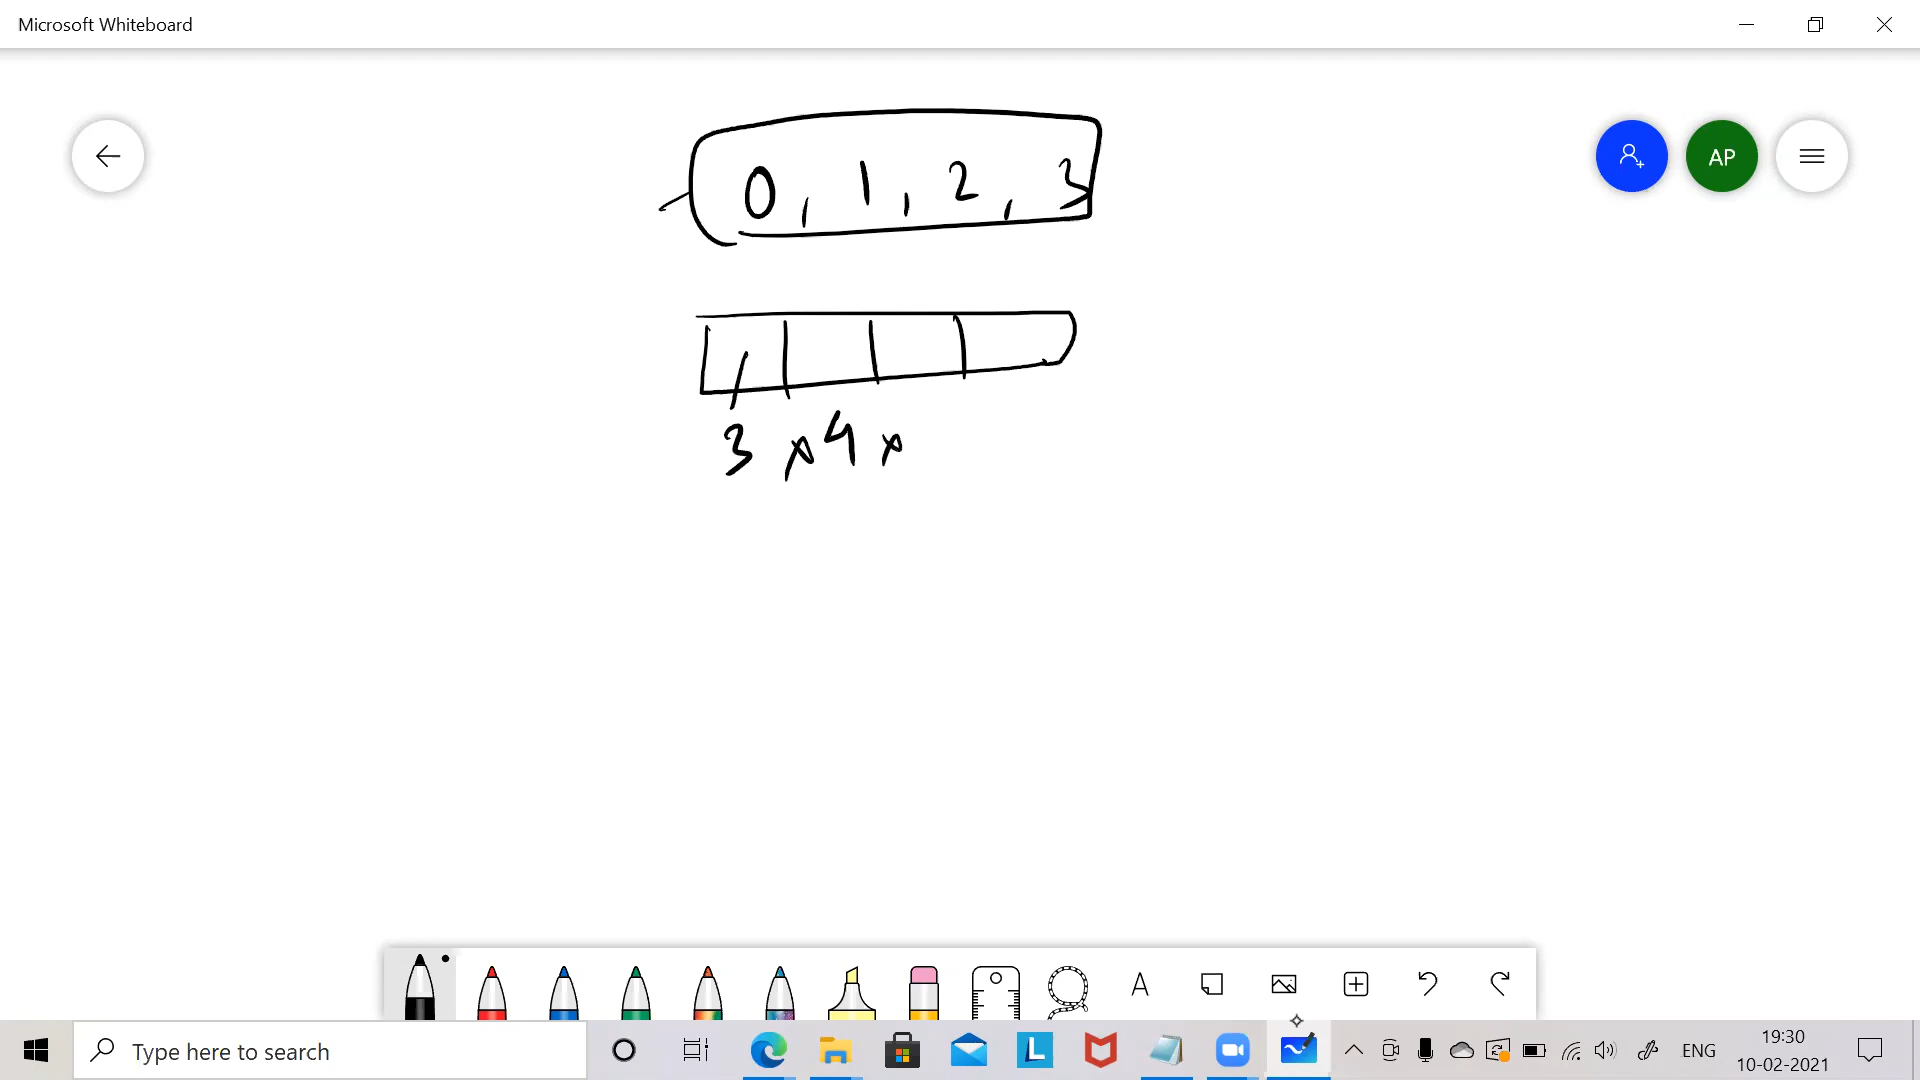 Microsoft Whiteboard
AP
0, 1, 2, 3
3 x 4 x
A
Type here to search
L
ENG
19:30
10-02-2021